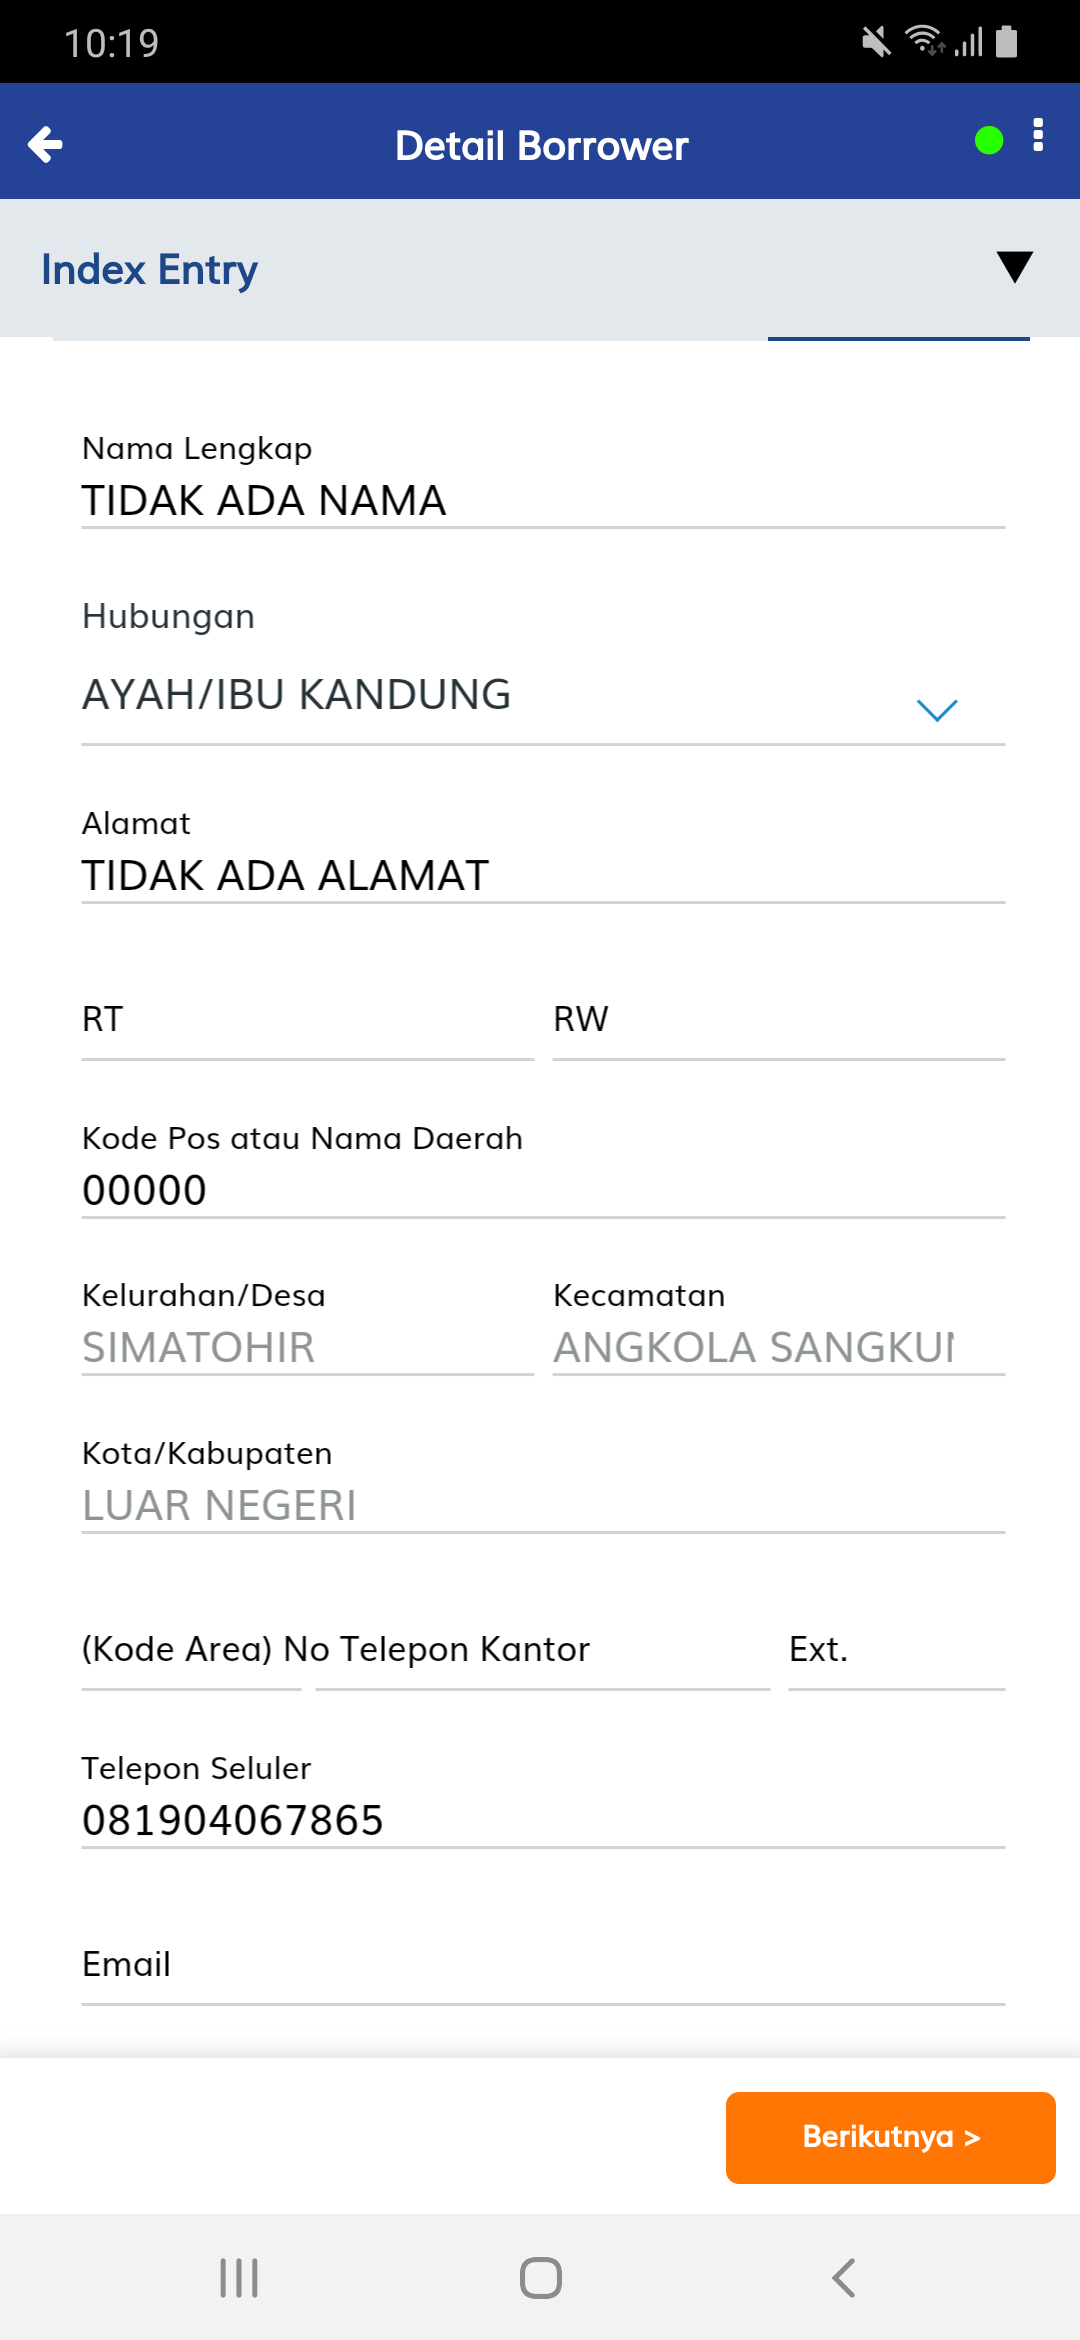 10:19
Detail Borrower
Index Entry
Nama Lengkap
TIDAK ADA NAMA
Hubungan
AYAH/IBU KANDUNG
Alamat
TIDAK ADA ALAMAT
RT RW
Kode Pos atau Nama Daerah
00000
Kelurahan/Desa Kecamatan
SIMATOHIR ANGKOLA
Kota/Kabupaten
LUAR NEGERI
(Kode Area) No Telepon Kantor Ext.
Telepon Seluler
081904067865
Email
Berikutnya >